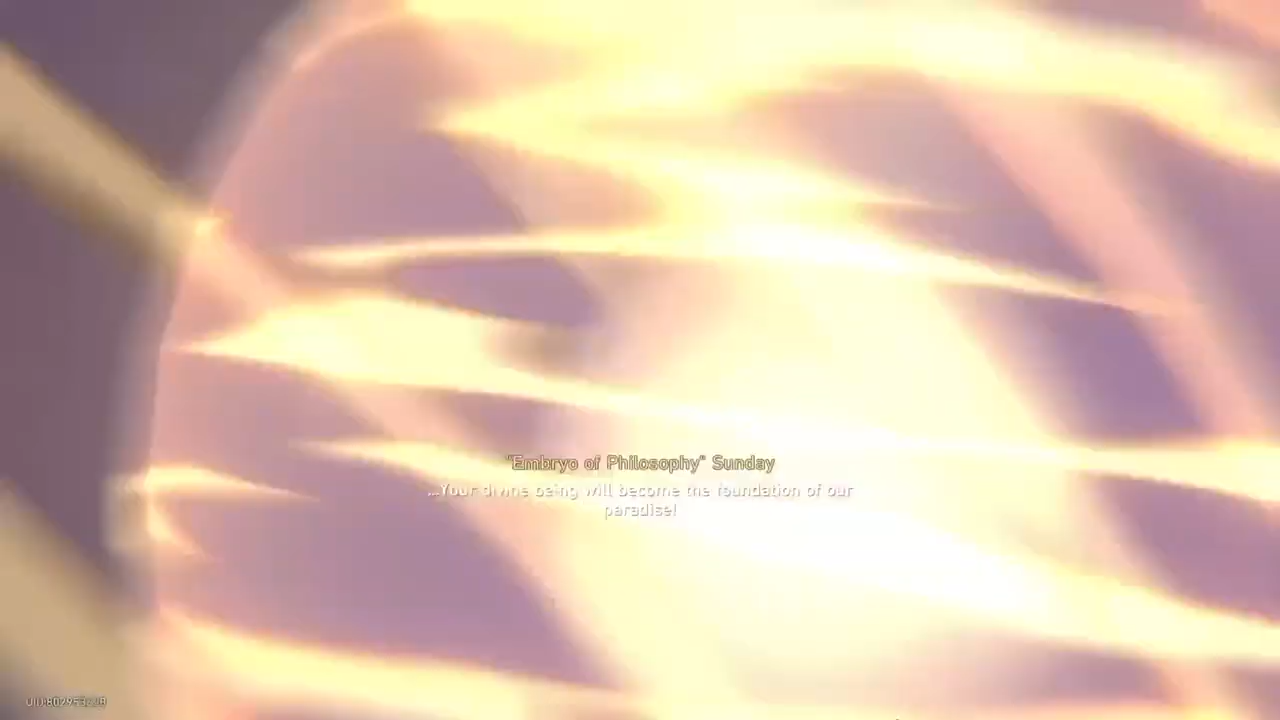 "Embryo of Philosophy" Sunday
...Your divine being will become the foundation of our
paradise!